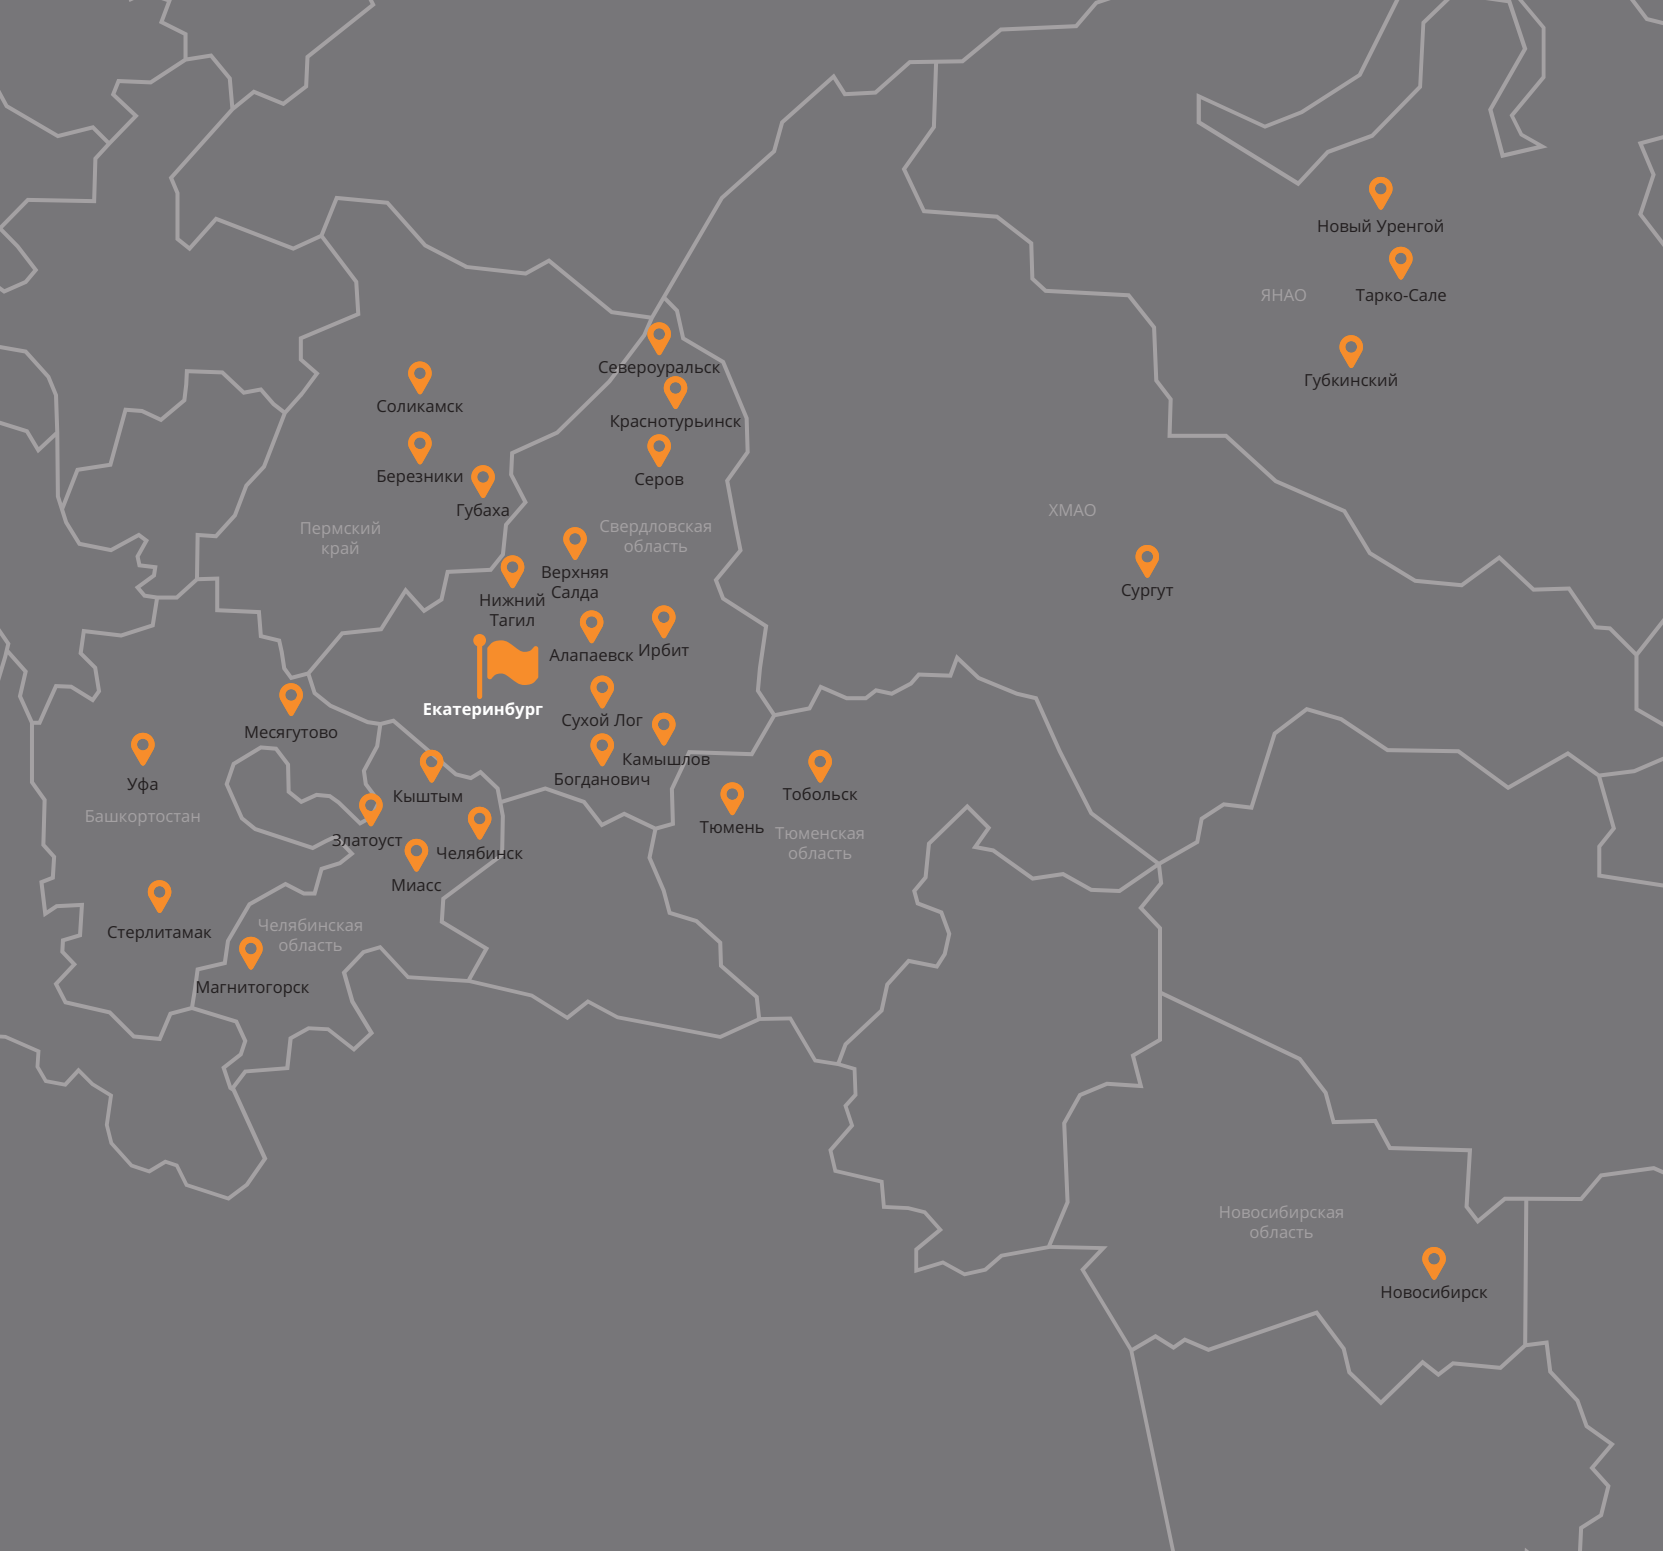 Новый Уренгой
ЯНАО
Тарко-Сале
Североуральск
Губкинский
Соликамск
Краснотурьинск
Березники
Серов
Губаха
ХМАО
Пермский
край
Свердловская
область
Верхняя
Салда
Сургут
Нижний
Тагил
Алапаевск
Ирбит
Екатеринбург
Сухой Лог
Месягутово
Камышлов
Богданович
Уфа
Кыштым
Тобольск
Башкортостан
Тюмень
Тюменская
область
Златоуст
Челябинск
Миасс
Стерлитамак
Челябинская
область
Магнитогорск
Новосибирская
область
Новосибирск